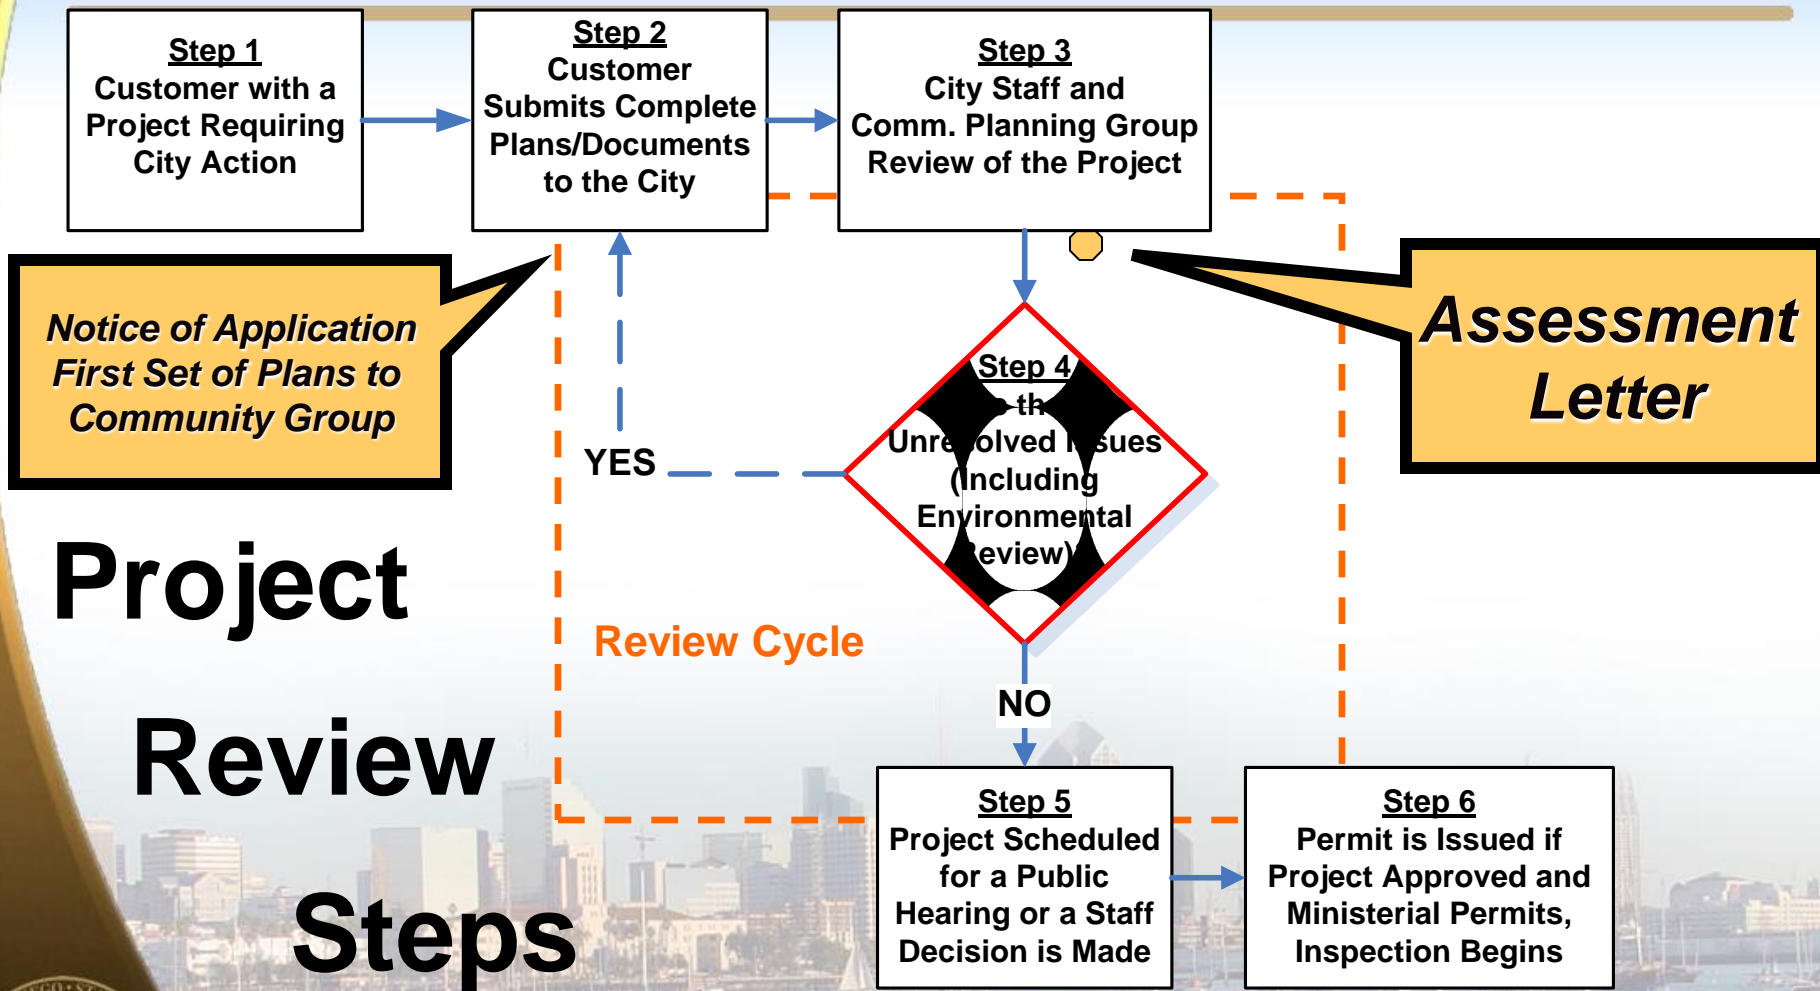 Step 1
Customer with a
Project Requiring
City Action
Step 2
Customer
Submits Complete
Plans/Documents
to the City
Step 3
City Staff and
Comm. Planning Group
Review of the Project
Notice of Application
First Set of Plans to
Community Group
Assessment
Letter
Step 4
Unresolved Issues
(Including
Environmental
Review)
YES
Review Cycle
NO
Project
Review
Steps
Step 5
Project Scheduled
for a Public
Hearing or a Staff
Decision is Made
Step 6
Permit is Issued if
Project Approved and
Ministerial Permits,
Inspection Begins